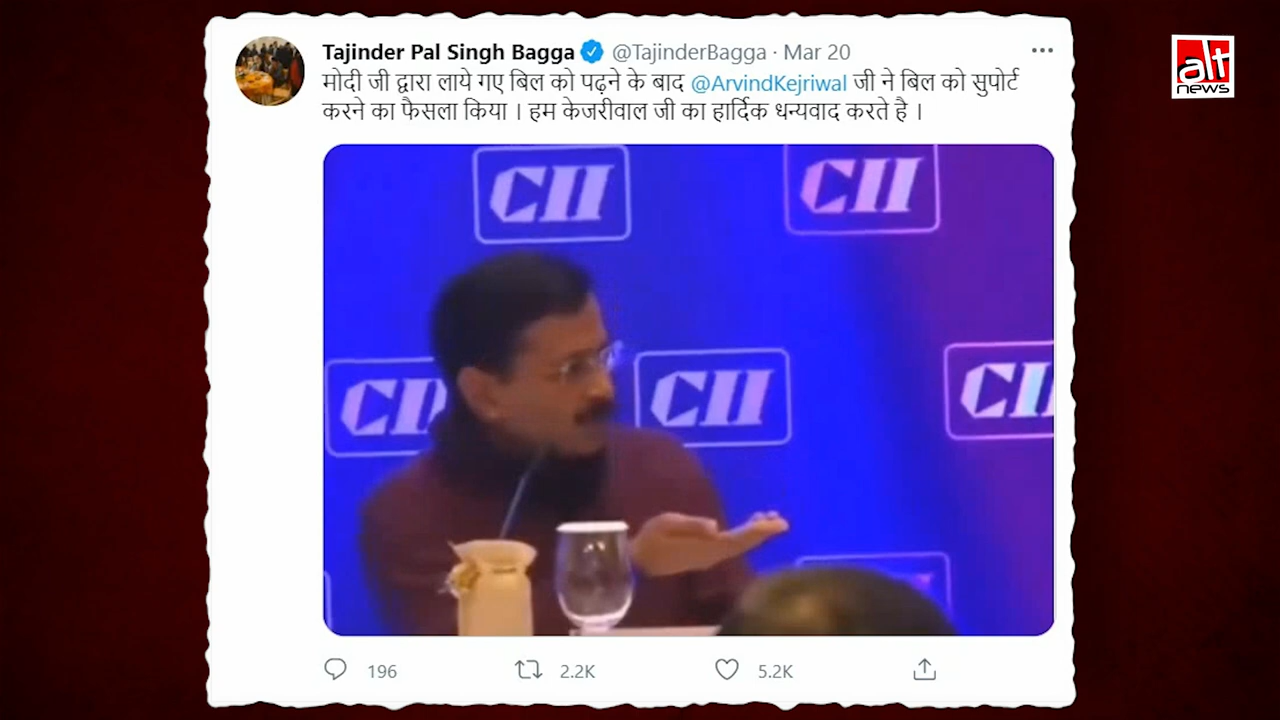 Tajinder Pal Singh Bagga @TajinderBagga · Mar 20
alt
news
मोदी जी द्वारा लाये गए बिल को पढ़ने के बाद @ArvindKejriwal जी ने बिल को सुपोर्ट
करने का फैसला किया । हम केजरीवाल जी का हार्दिक धन्यवाद करते है ।
CII
CII
CII
CII
CII
196
2.2K
5.2K